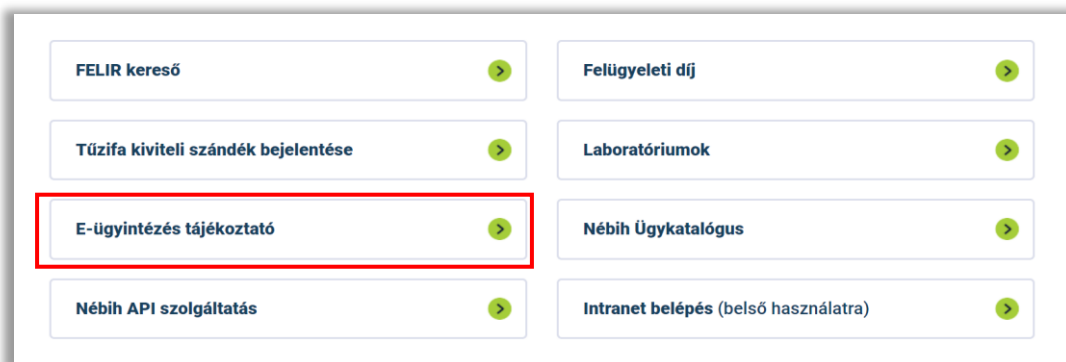 FELIR kereső
Felügyeleti díj
Tűzifa kiviteli szándék bejelentése
Laboratóriumok
E-ügyintézés tájékoztató
Nébih Ügykatalógus
Nébih API szolgáltatás
Intranet belépés (belső használatra)